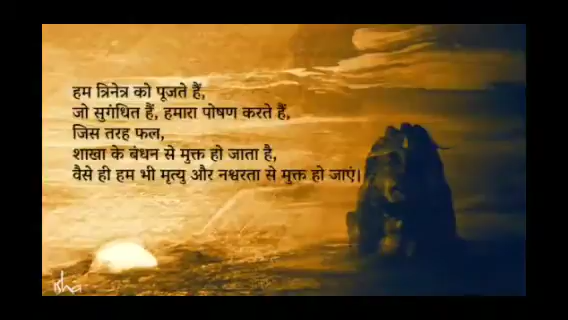 हम त्रिनेत्र को पूजते हैं,
जो सुगंधित हैं, हमारा पोषण करते हैं,
जिस तरह फल,
शाखा के बंधन से मुक्त हो जाता है,
वैसे ही हम भी मृत्यु और नश्वरता से मुक्त हो जाएं।
isha